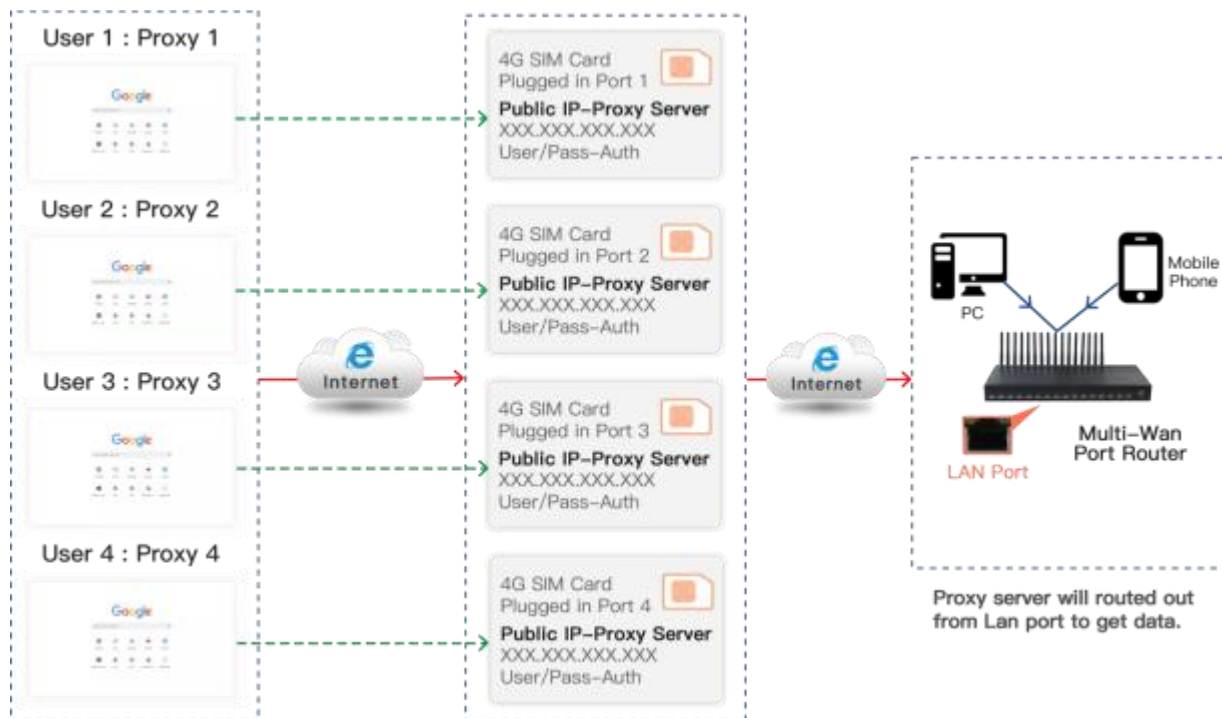 User 1 : Proxy 1
Google
4G SIM Card
Plugged in Port 1
Public IP-Proxy Server
XXX.XXX.XXX.XXX
User/Pass-Auth
User 2 : Proxy 2
Google
4G SIM Card
Plugged in Port 2
Public IP-Proxy Server
XXX.XXX.XXX.XXX
User/Pass-Auth
Internet
User 3 : Proxy 3
Google
4G SIM Card
Plugged in Port 3
Public IP-Proxy Server
XXX.XXX.XXX.XXX
User/Pass-Auth
User 4 : Proxy 4
Google
4G SIM Card
Plugged in Port 4
Public IP-Proxy Server
XXX.XXX.XXX.XXX
User/Pass-Auth
Internet
PC
Mobile
Phone
LAN Port
Multi-Wan
Port Router
Proxy server will routed out
from Lan port to get data.